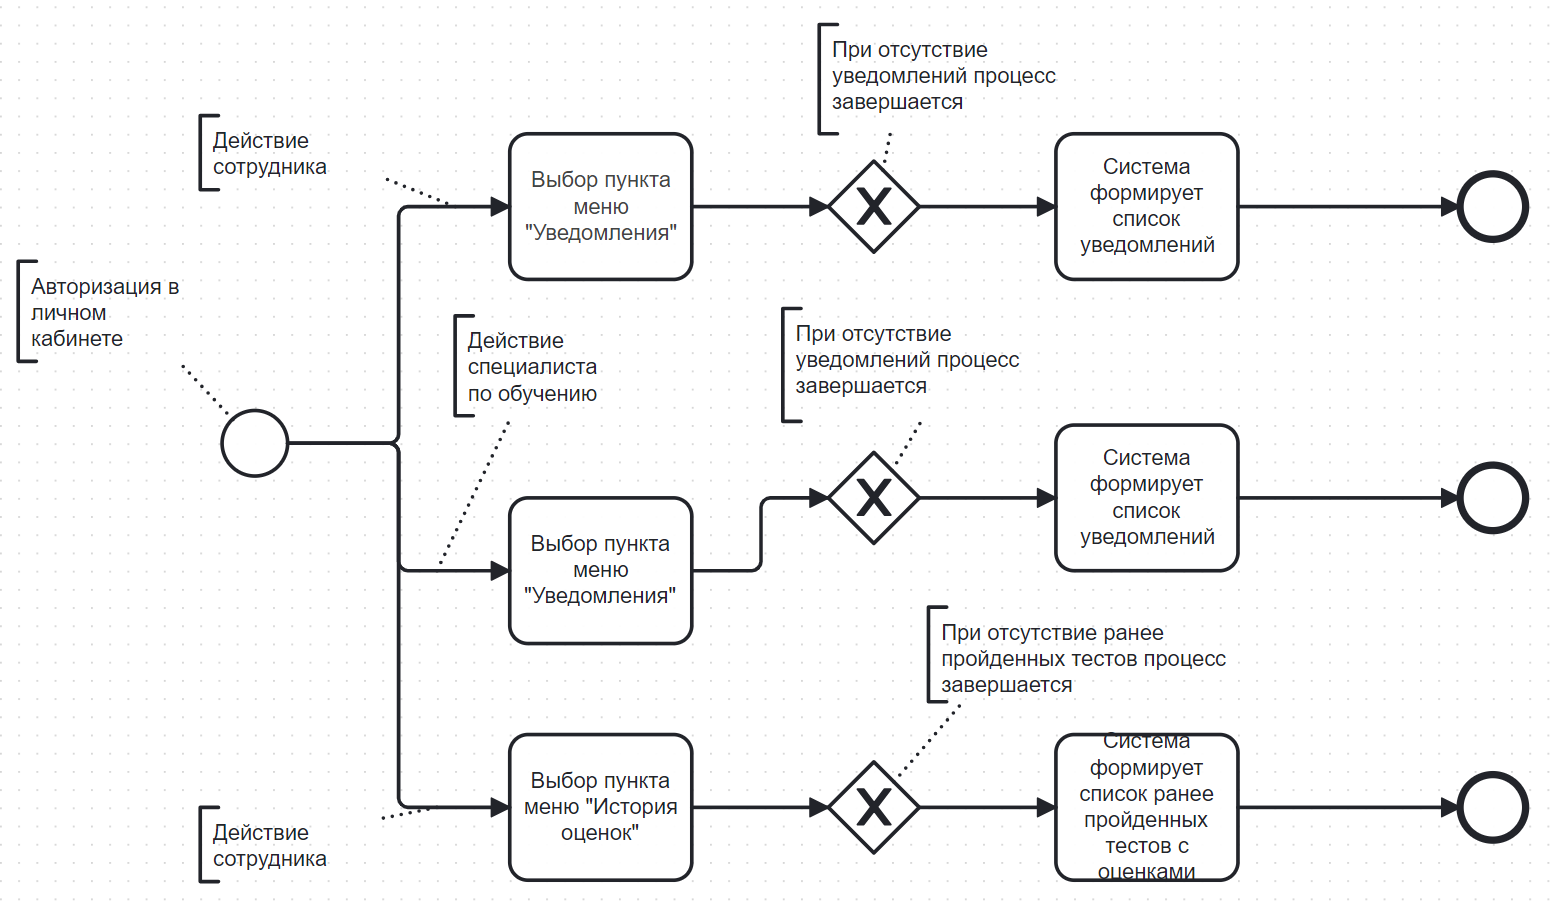 При отсутствие
уведомлений процесс
завершается
Действие
сотрудника
Выбор пункта
меню
"Уведомления"
X
Система
формирует
список
уведомлений
Авторизация в
личном
кабинете
Действие
специалиста
по обучению
При отсутствие
уведомлений процесс
завершается
Выбор пункта
меню
"Уведомления"
X
Система
формирует
список
уведомлений
При отсутствие ранее
пройденных тестов процесс
завершается
Действие
сотрудника
Выбор пункта
меню "История
оценок"
X
Система
формирует
список ранее
пройденных
тестов с
оценками